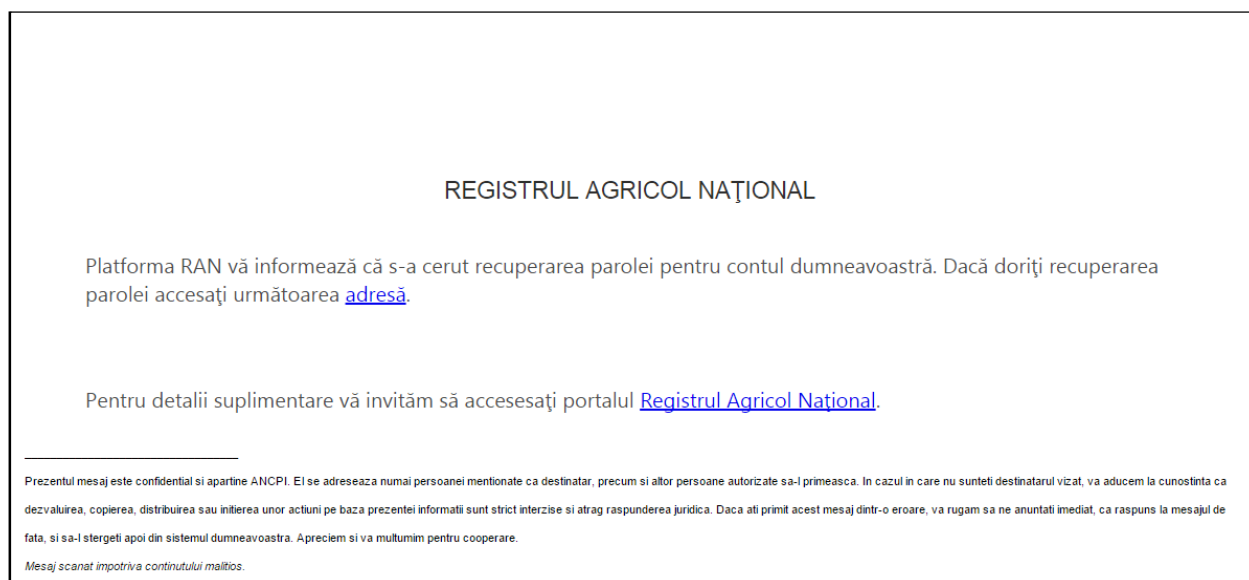 REGISTRUL AGRICOL NAŢIONAL
Platforma RAN vă informează că s-a cerut recuperarea parolei pentru contul dumneavoastră. Dacă doriţi recuperarea
parolei accesaţi următoarea adresă.
Pentru detalii suplimentare vă invităm să accesesaţi portalul Registrul Agricol Naţional.
Prezentul mesaj este confidential si apartine ANCPI. El se adreseaza numai persoanei mentionate ca destinatar, precum si altor persoane autorizate sa-l primeasca. In cazul in care nu sunteti destinatarul vizat, va aducem la cunostinta ca
dezvaluirea, copierea, distribuirea sau initierea unor actiuni pe baza prezentei informatii sunt strict interzise si atrag raspunderea juridica. Daca ati primit acest mesaj dintr-o eroare, va rugam sa ne anuntati imediat, ca raspuns la mesajul de
fata, si sa-l stergeti apoi din sistemul dumneavoastra. Apreciem si va multumim pentru cooperare.
Mesaj scanat impotriva continutului malitios.